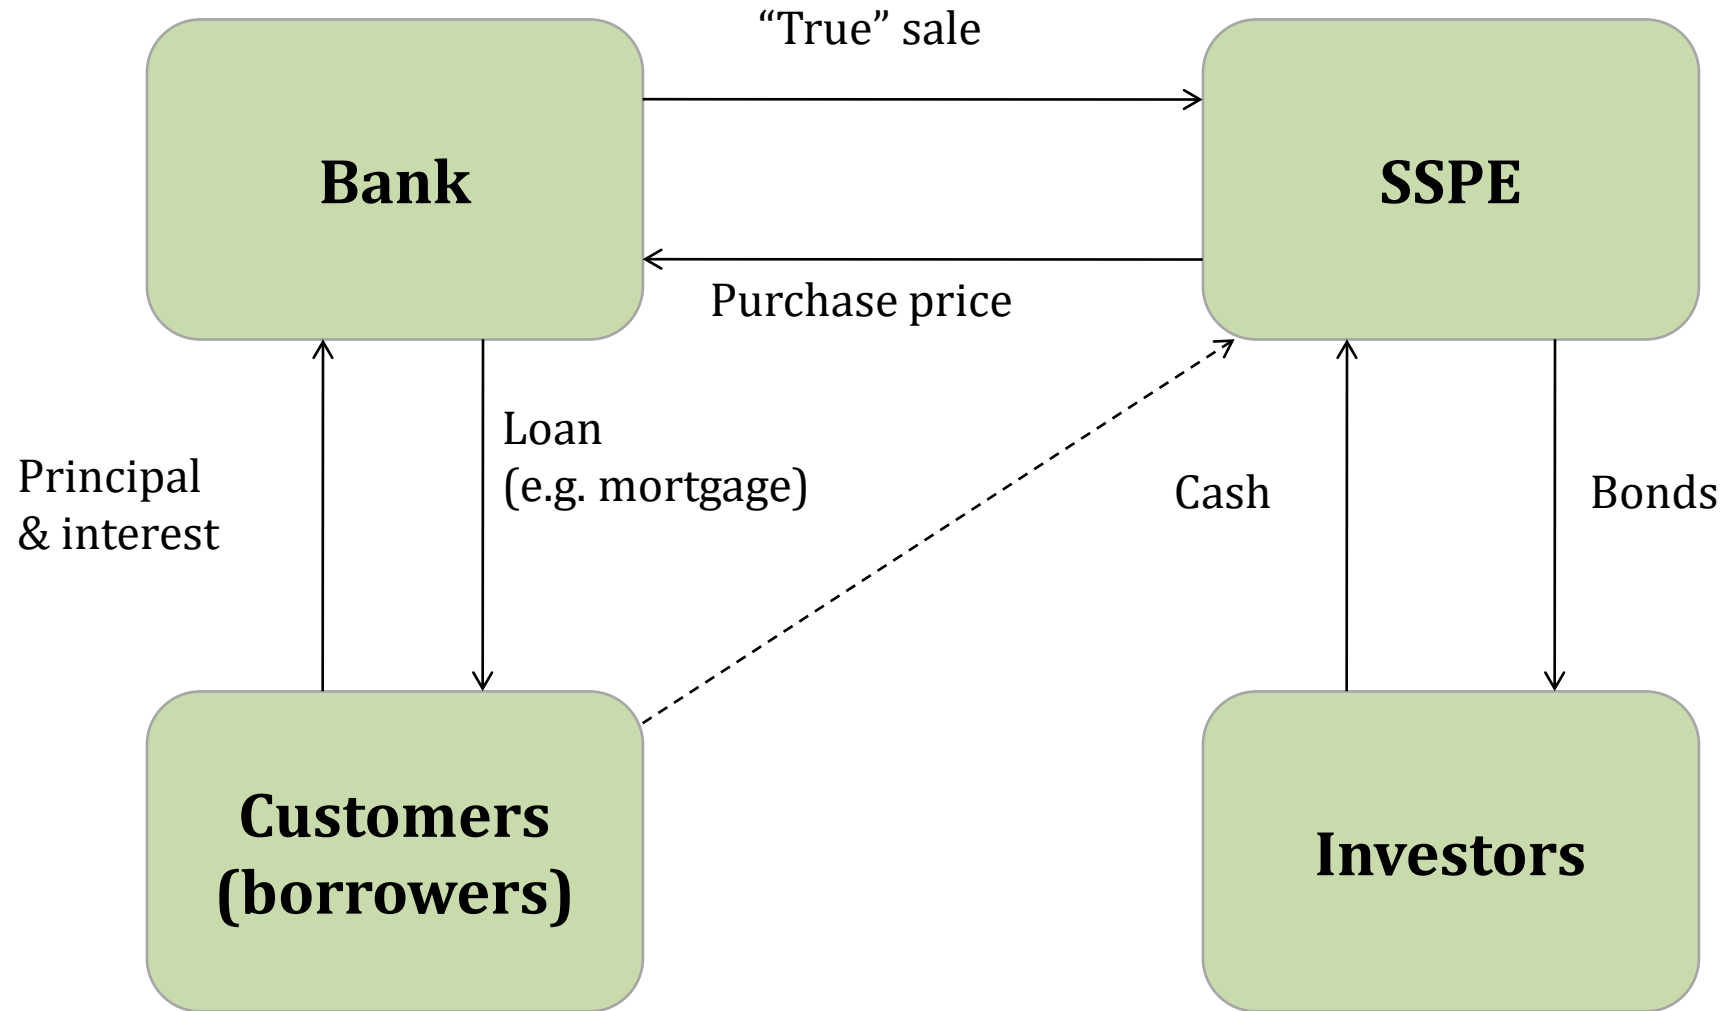 “True” sale
Bank
SSPE
Purchase price
Loan
(e.g. mortgage)
Principal
& interest
Cash
Bonds
Customers
(borrowers)
Investors